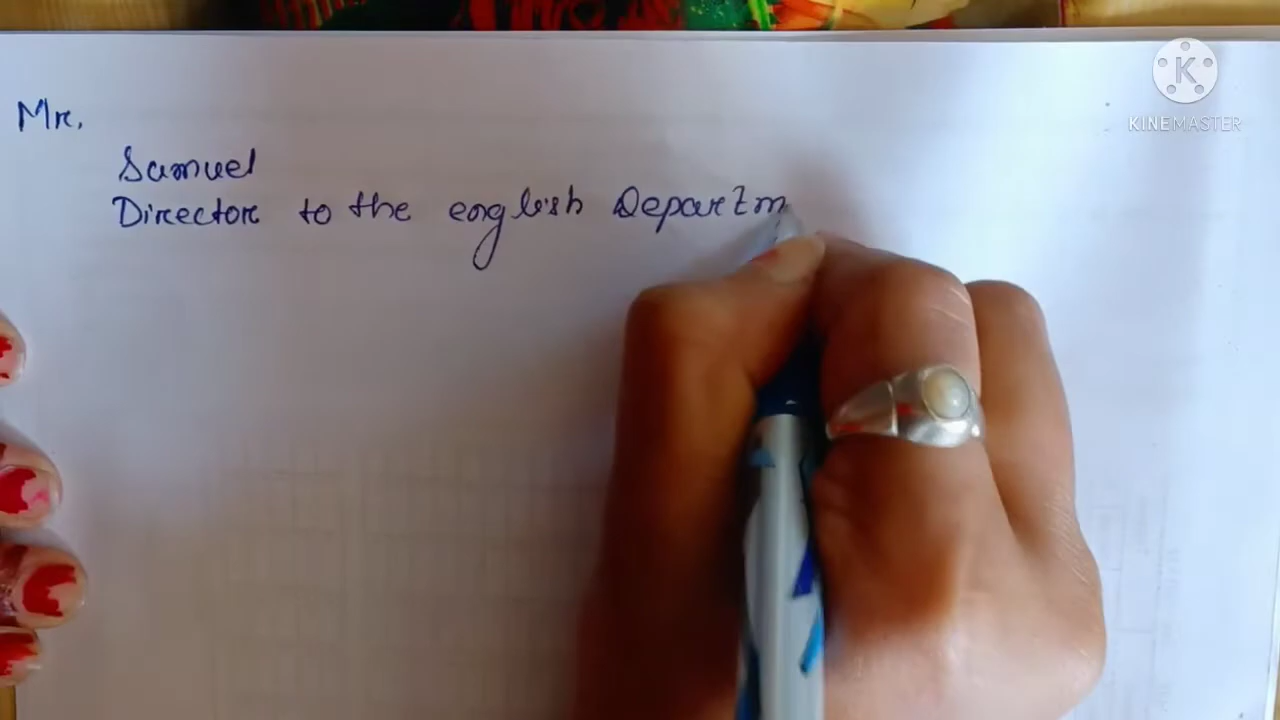 Mr.
Samuel
Director to the english Departm
K
KINEMASTER